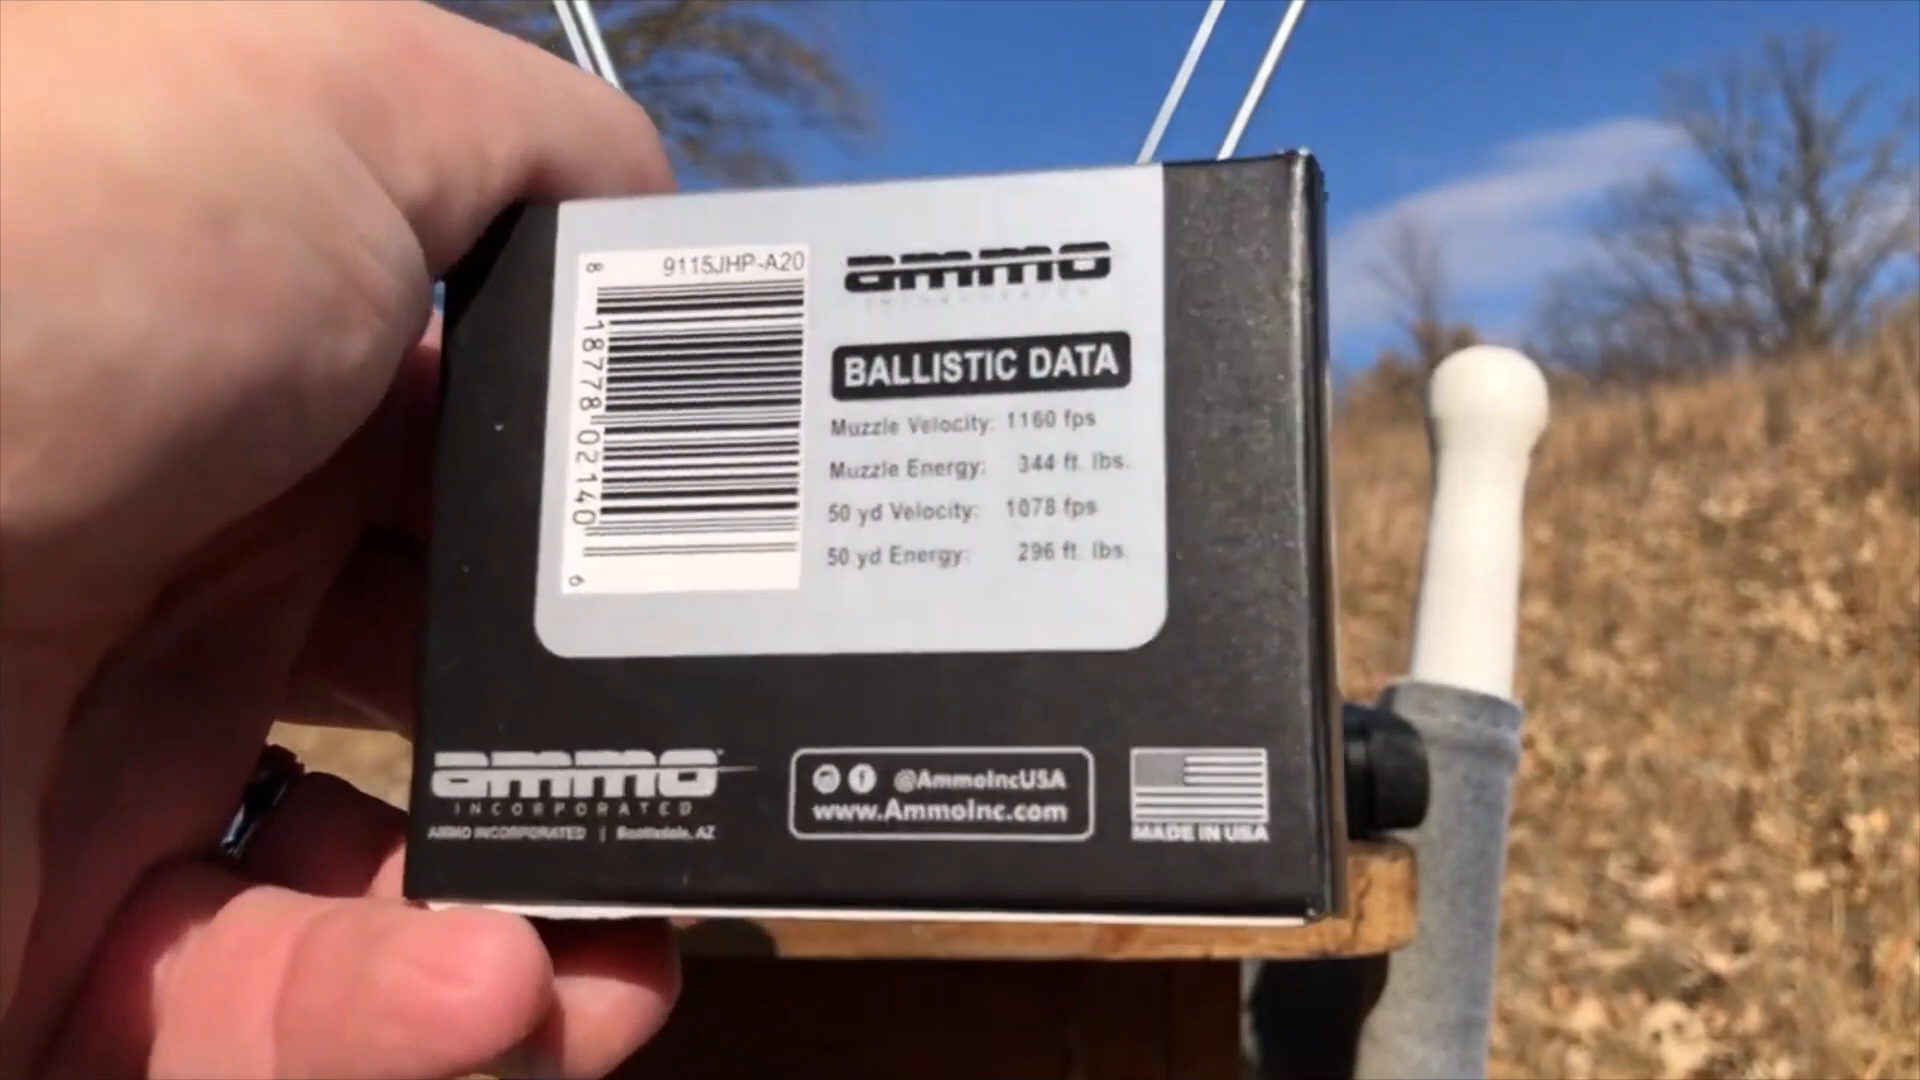 9115JHP-A20
8 18778 02140 6
ammo
INCORPORATED
BALLISTIC DATA
Muzzle Velocity: 1160 fps
Muzzle Energy: 344 ft. lbs.
50 yd Velocity: 1078 fps
50 yd Energy: 296 ft. lbs.
ammo
INCORPORATED
AMMO INCORPORATED | Scottsdale, AZ
@AmmoIncUSA
www.AmmoInc.com
MADE IN USA